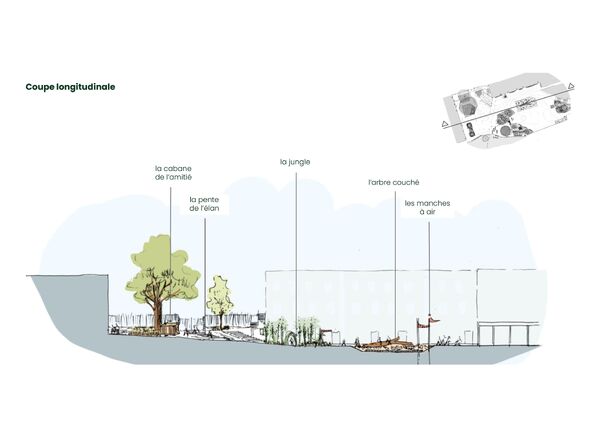 Coupe longitudinale
la jungle
la cabane
de l'amitié
l'arbre couché
la pente
de l'élan
les manches
à air